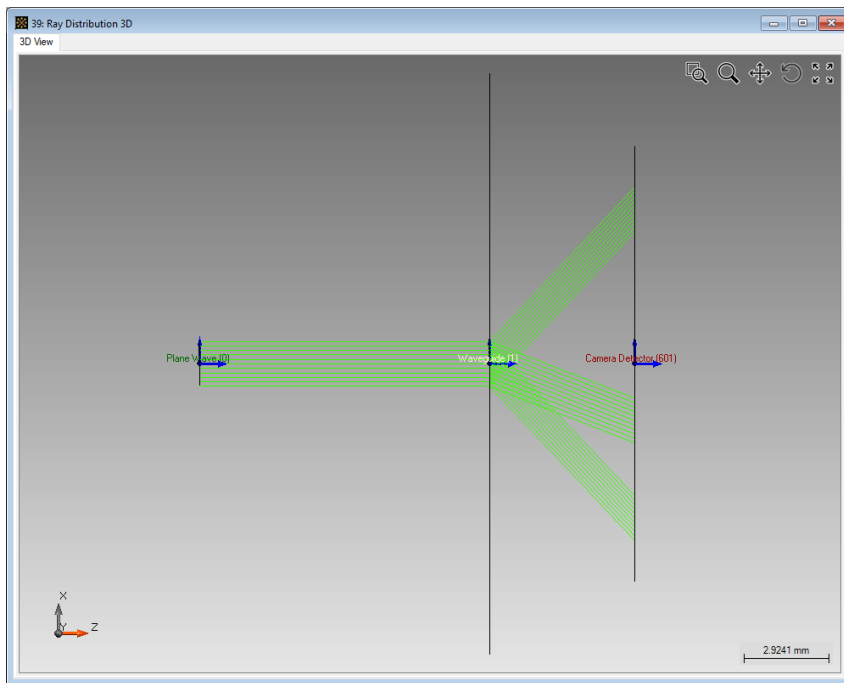 39: Ray Distribution 3D
3D View
Plane Wave (0)
Waveguide (1)
Camera Detector (601)
X
Y
Z
2.9241 mm